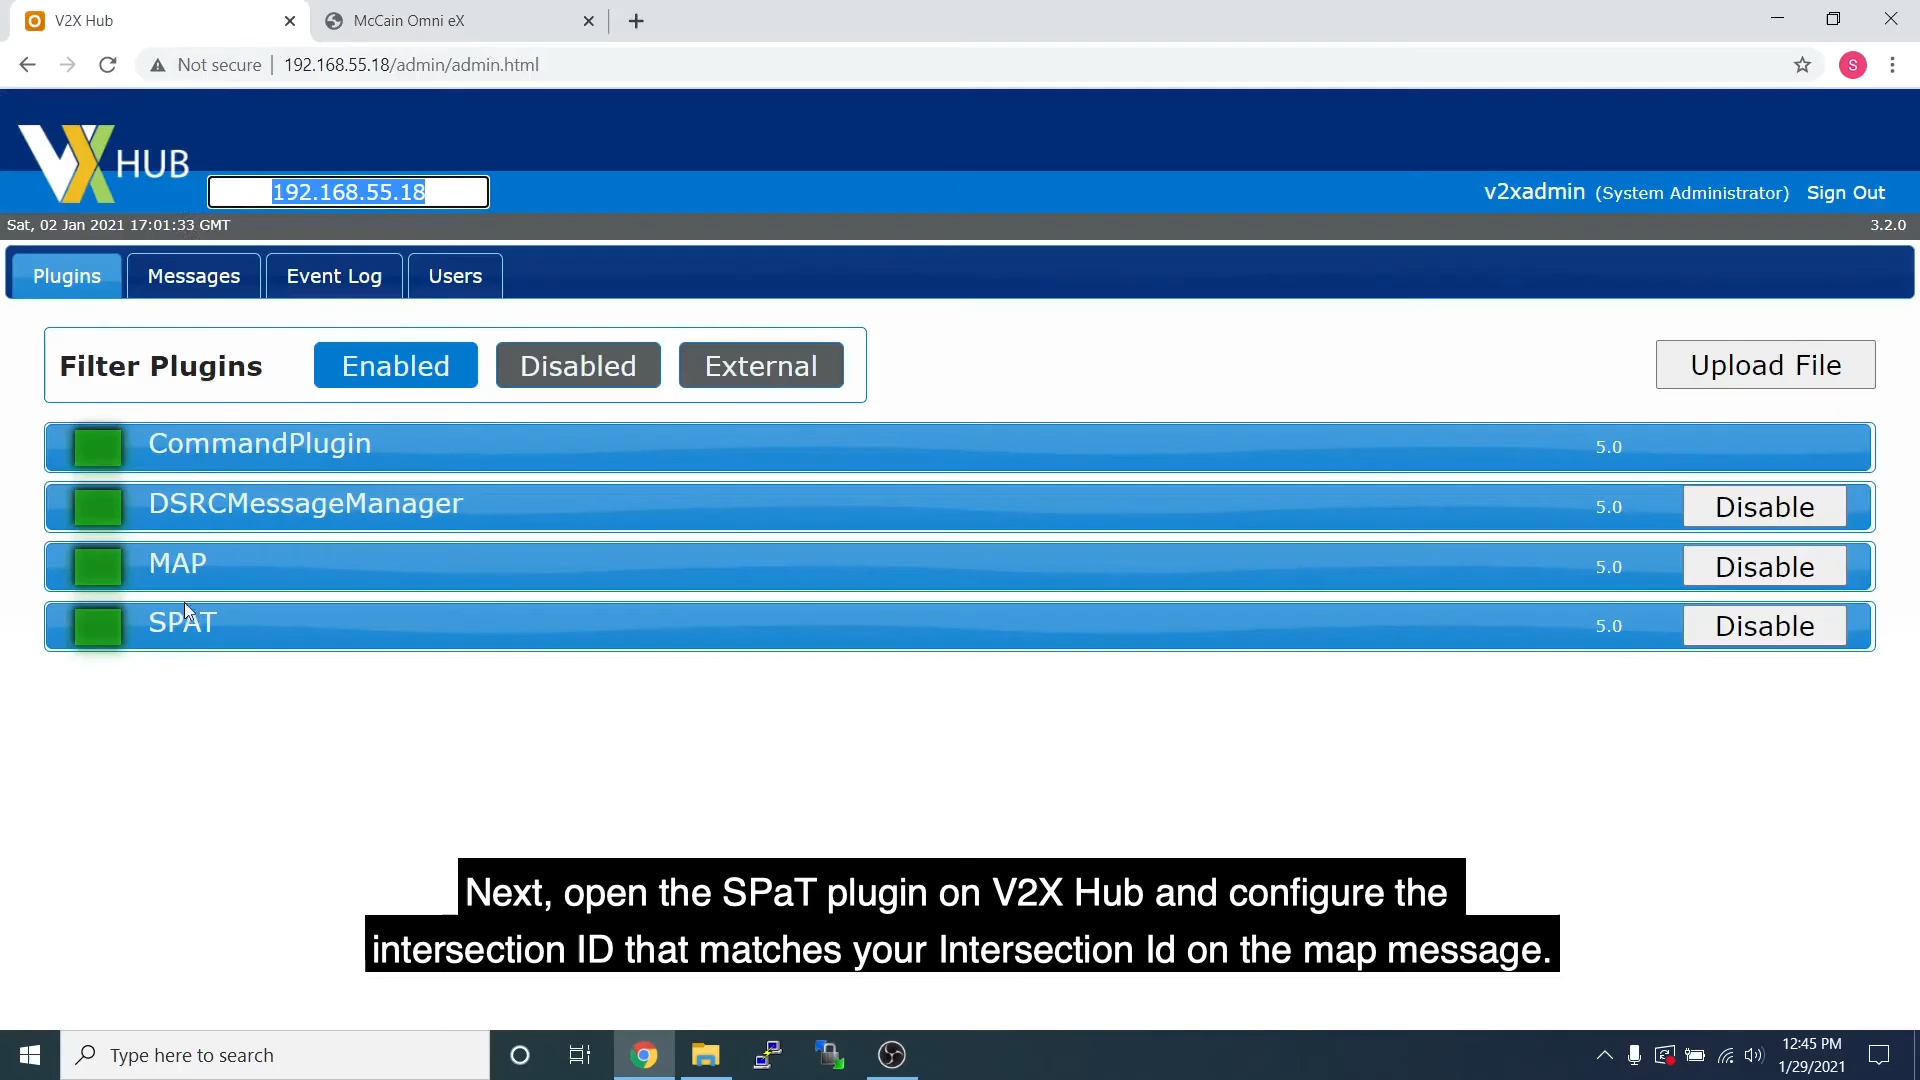 V2X Hub
McCain Omni eX
Not secure 192.168.55.18/admin/admin.html
S
VX HUB
192.168.55.18
v2xadmin (System Administrator) Sign Out
Sat, 02 Jan 2021 17:01:33 GMT
3.2.0
Plugins Messages Event Log Users
Filter Plugins Enabled Disabled External Upload File
CommandPlugin 5.0
DSRCMessageManager 5.0 Disable
MAP 5.0 Disable
SPAT 5.0 Disable
Next, open the SPaT plugin on V2X Hub and configure the
intersection ID that matches your Intersection Id on the map message.
Type here to search
12:45 PM
1/29/2021